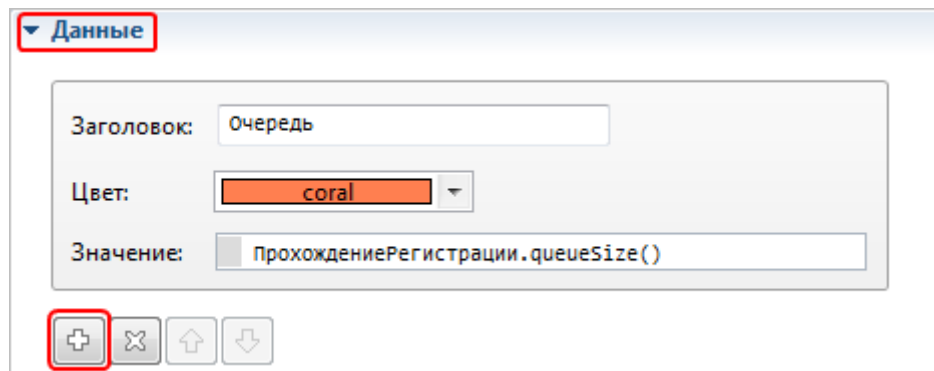 Данные
Заголовок: Очередь
Цвет: coral
Значение: ПрохождениеРегистрации.queueSize()